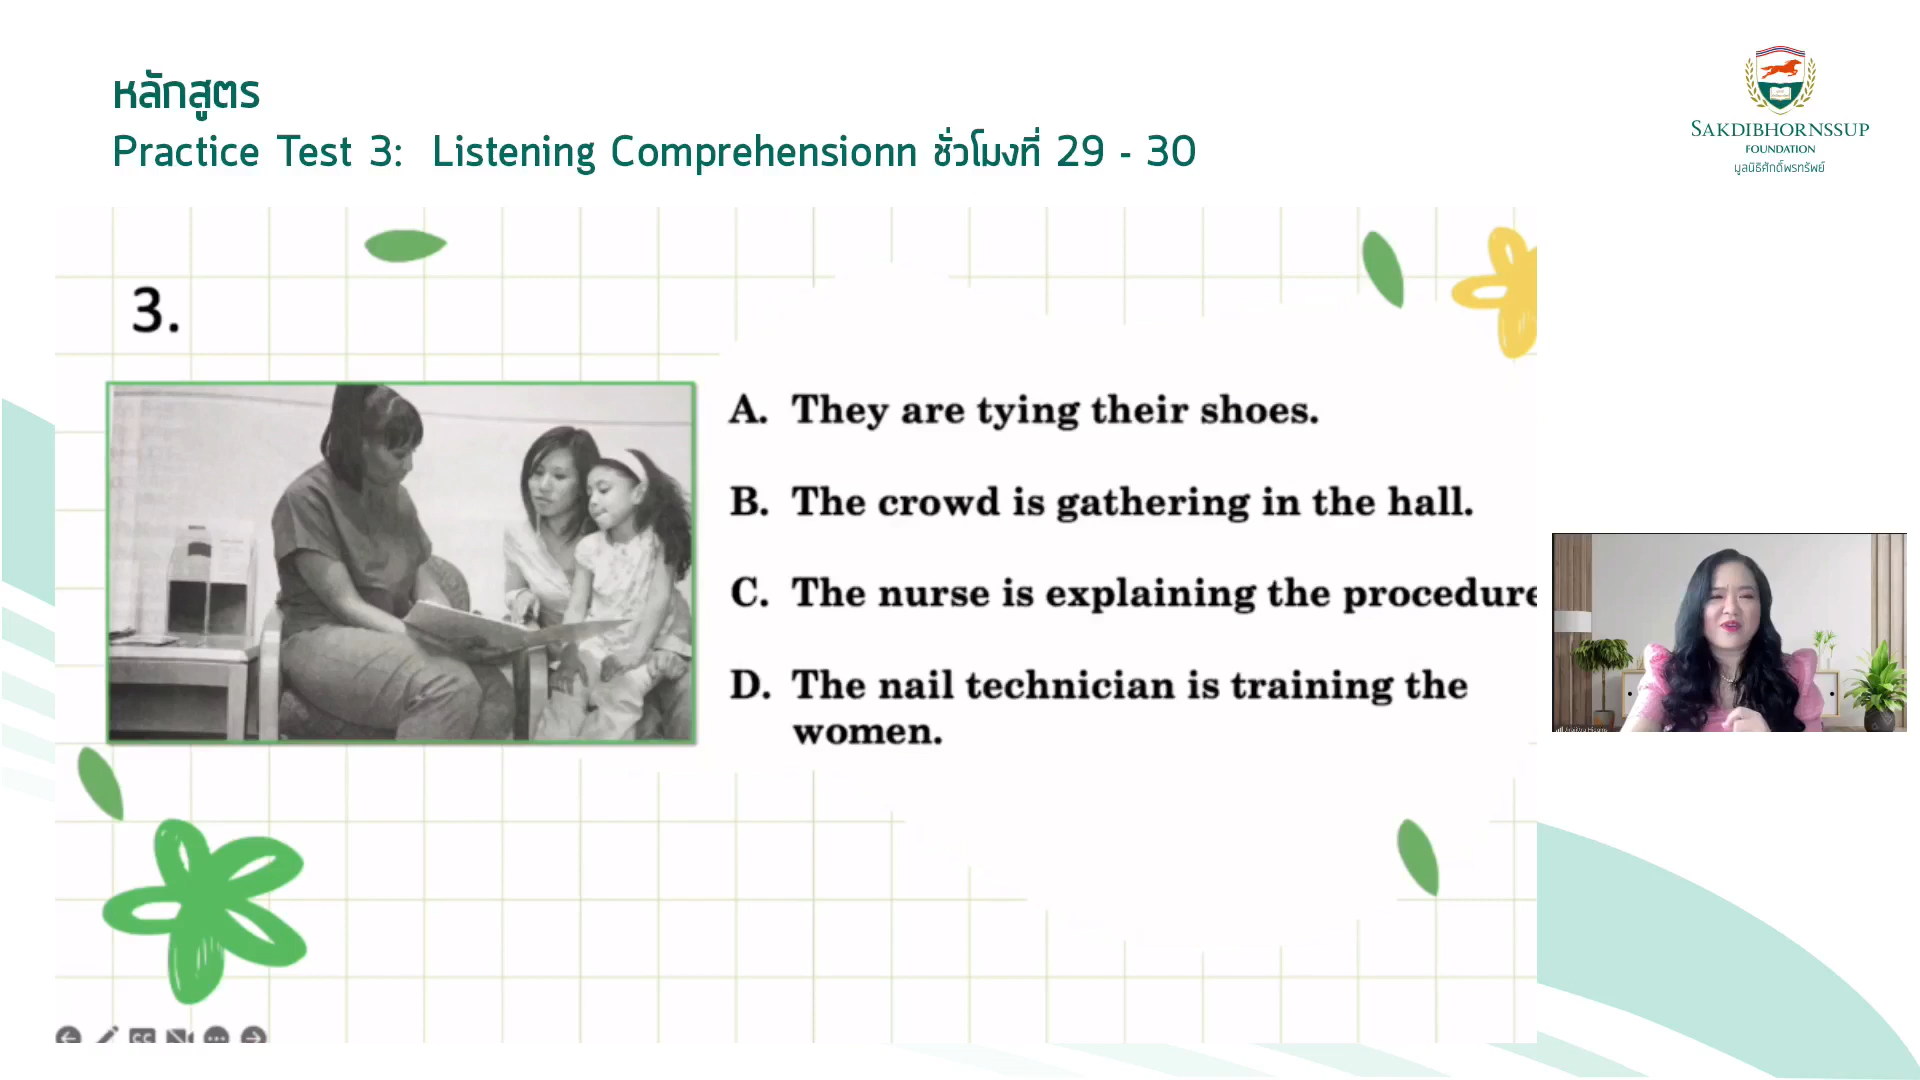 หลักสูตร
Practice Test 3: Listening Comprehensionn ชั่วโมงที่ 29 - 30
SAKDIBHORNSSUP
FOUNDATION
มูลนิธิศักดิ์พรทรัพย์
3.
A. They are tying their shoes.
B. The crowd is gathering in the hall.
C. The nurse is explaining the procedure
D. The nail technician is training the
women.
CC